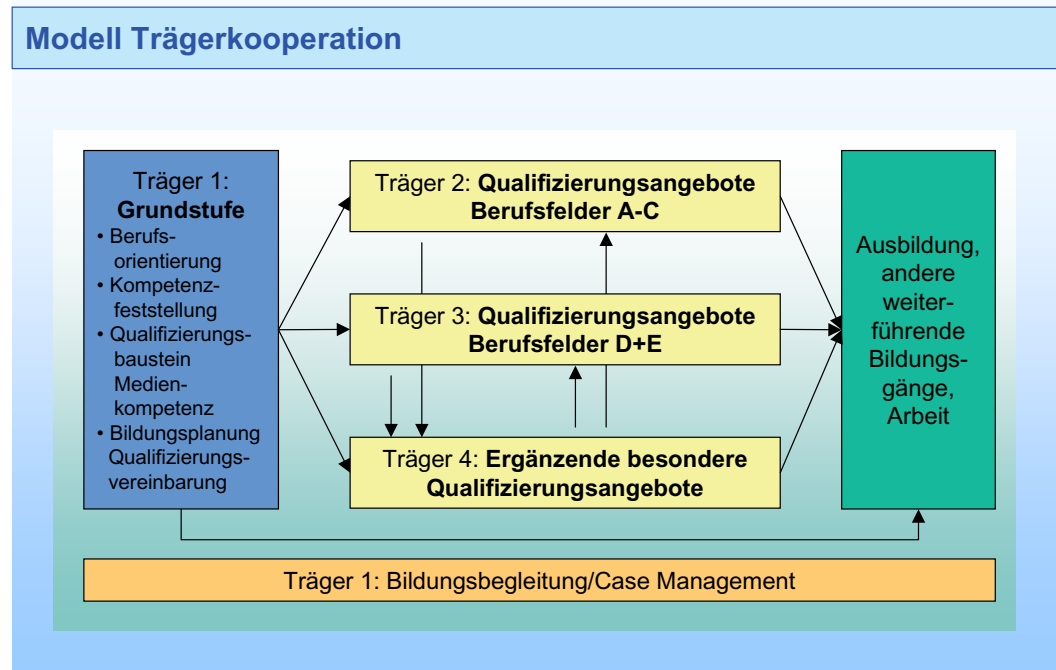 Modell Trägerkooperation
Träger 1:
Grundstufe
• Berufs-
orientierung
• Kompetenz-
feststellung
• Qualifizierungs-
baustein
Medien-
kompetenz
• Bildungsplanung
Qualifizierungs-
vereinbarung
Träger 2: Qualifizierungsangebote
Berufsfelder A-C
Träger 3: Qualifizierungsangebote
Berufsfelder D+E
Träger 4: Ergänzende besondere
Qualifizierungsangebote
Ausbildung,
andere
weiter-
führende
Bildungs-
gänge,
Arbeit
Träger 1: Bildungsbegleitung/Case Management